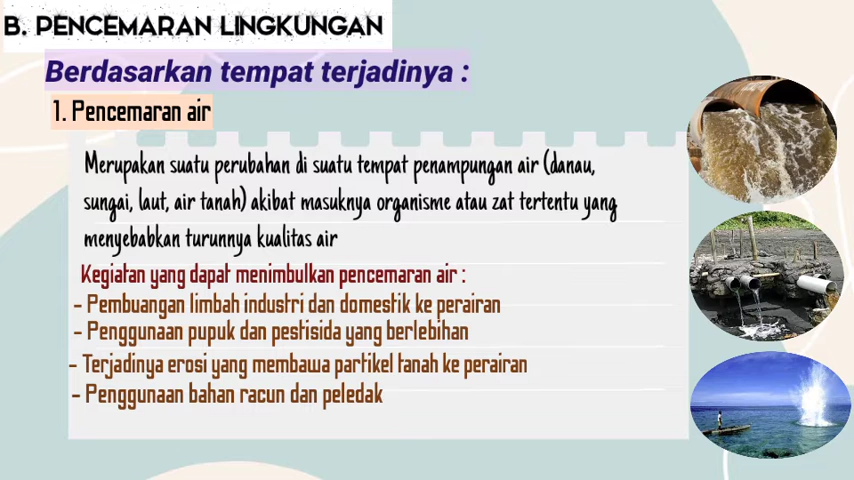 B. PENCEMARAN LINGKUNGAN
Berdasarkan tempat terjadinya :
1. Pencemaran air
Merupakan suatu perubahan di suatu tempat penampungan air (danau,
sungai, laut, air tanah) akibat masuknya organisme atau zat tertentu yang
menyebabkan turunnya kualitas air
Kegiatan yang dapat menimbulkan pencemaran air :
- Pembuangan limbah industri dan domestik ke perairan
- Penggunaan pupuk dan pestisida yang berlebihan
- Terjadinya erosi yang membawa partikel tanah ke perairan
- Penggunaan bahan racun dan peledak